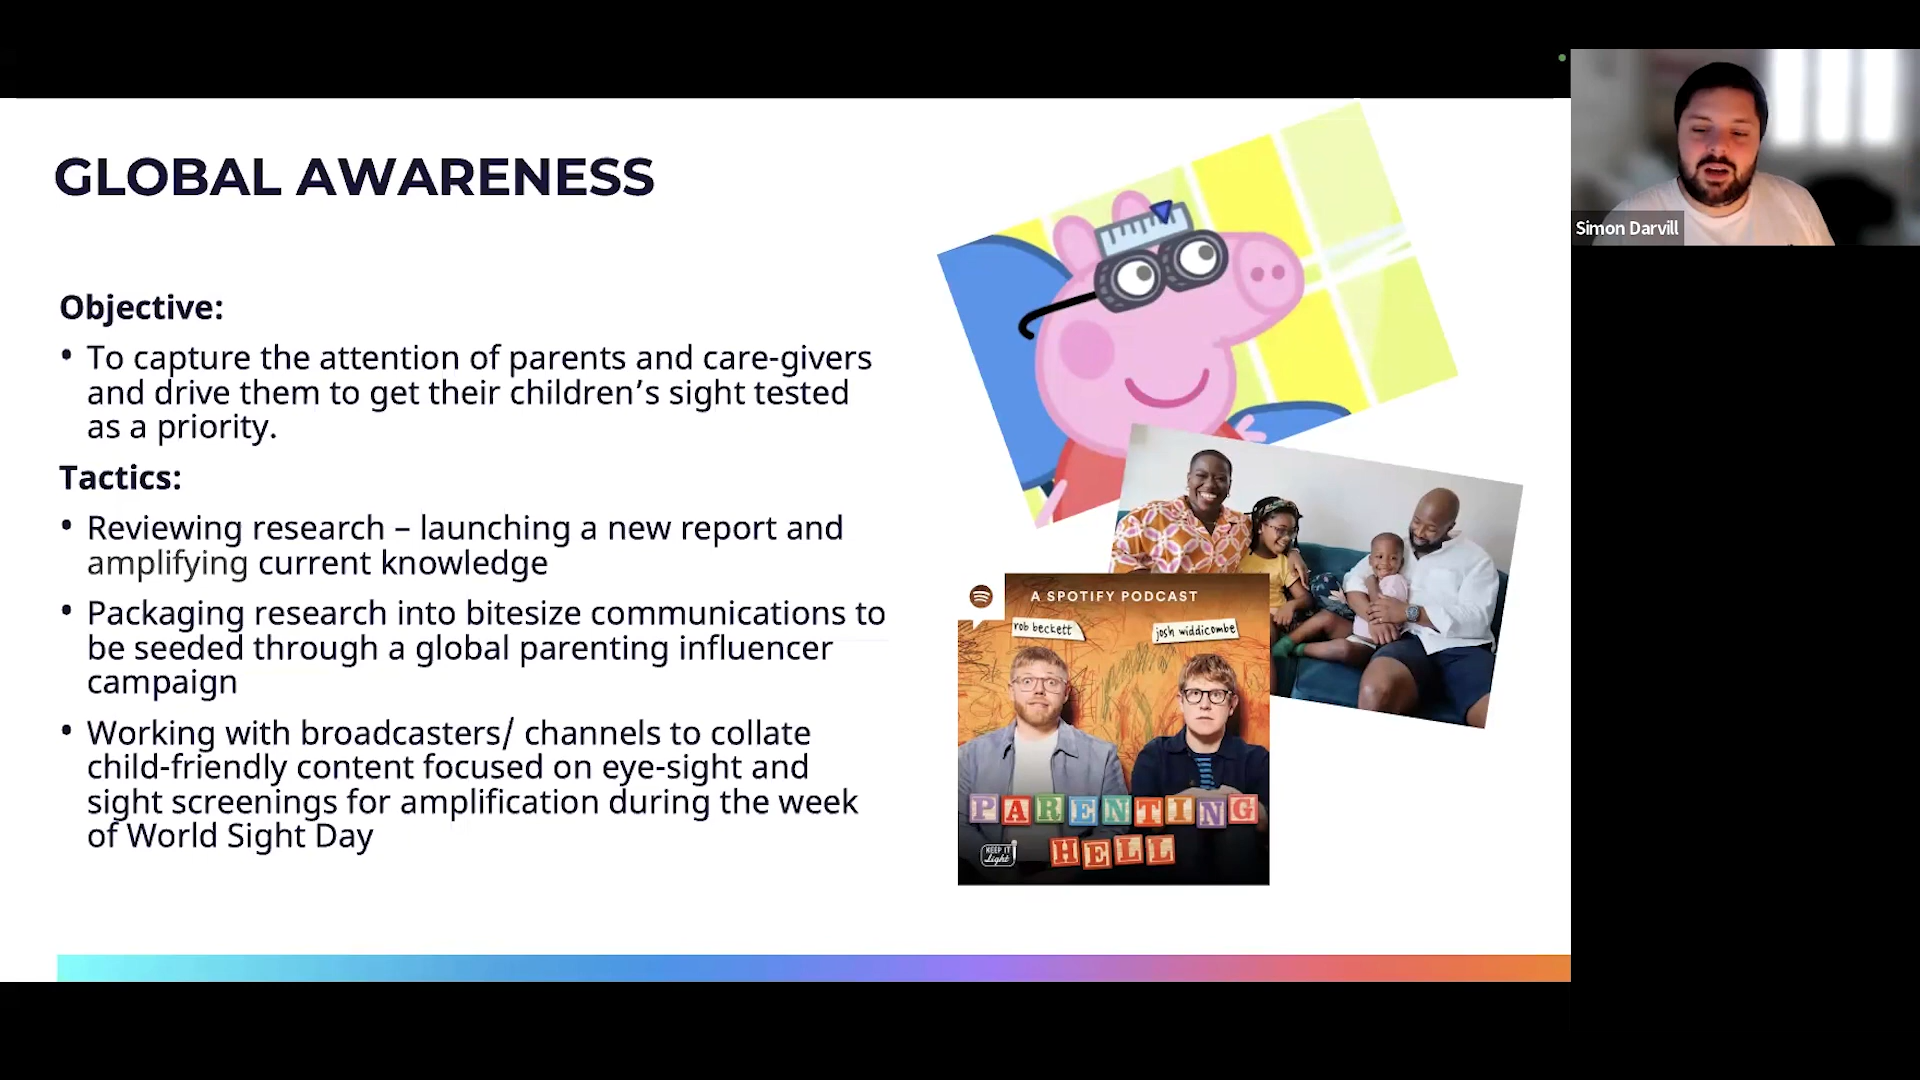 GLOBAL AWARENESS
Objective:
• To capture the attention of parents and care-givers
and drive them to get their children’s sight tested
as a priority.
Tactics:
• Reviewing research – launching a new report and
amplifying current knowledge
• Packaging research into bitesize communications to
be seeded through a global parenting influencer
campaign
• Working with broadcasters/ channels to collate
child-friendly content focused on eye-sight and
sight screenings for amplification during the week
of World Sight Day
A SPOTIFY PODCAST
rob beckett
josh widdicombe
PARENTING
HELL
KEEP IT
Light
Simon Darvill